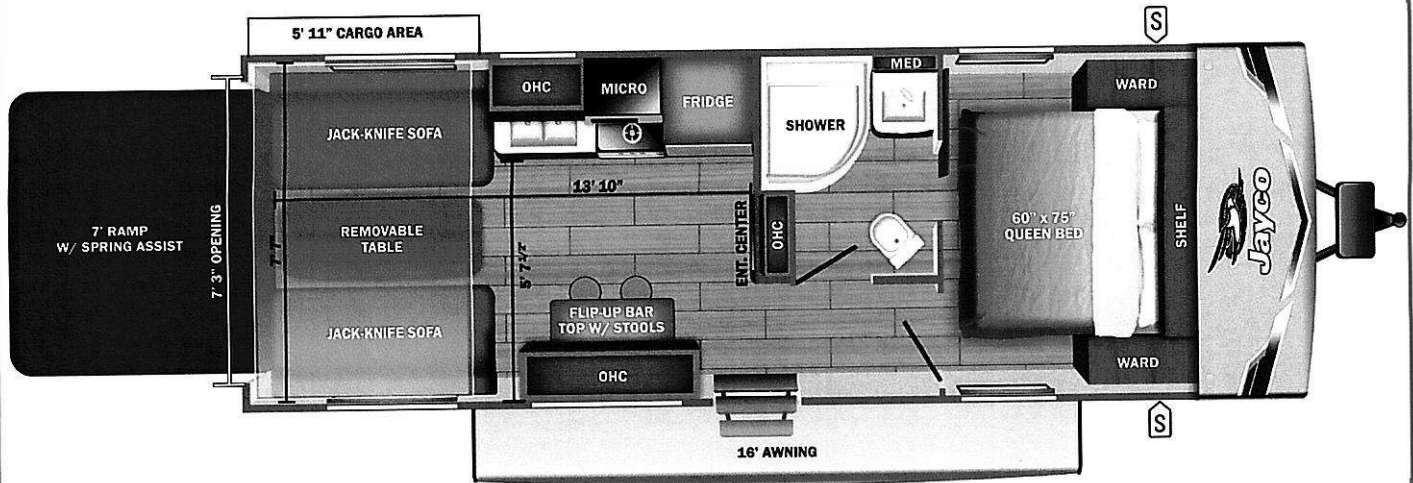 5' 11" CARGO AREA
S
OHC
MICRO
FRIDGE
MED
SHOWER
WARD
JACK-KNIFE SOFA
7' RAMP
W/ SPRING ASSIST
7' 3" OPENING
7' 1"
REMOVABLE
TABLE
13' 10"
5' 7 1/2"
ENT. CENTER
OHC
60" x 75"
QUEEN BED
SHELF
Jayco
JACK-KNIFE SOFA
FLIP-UP BAR
TOP W/ STOOLS
OHC
WARD
S
16' AWNING